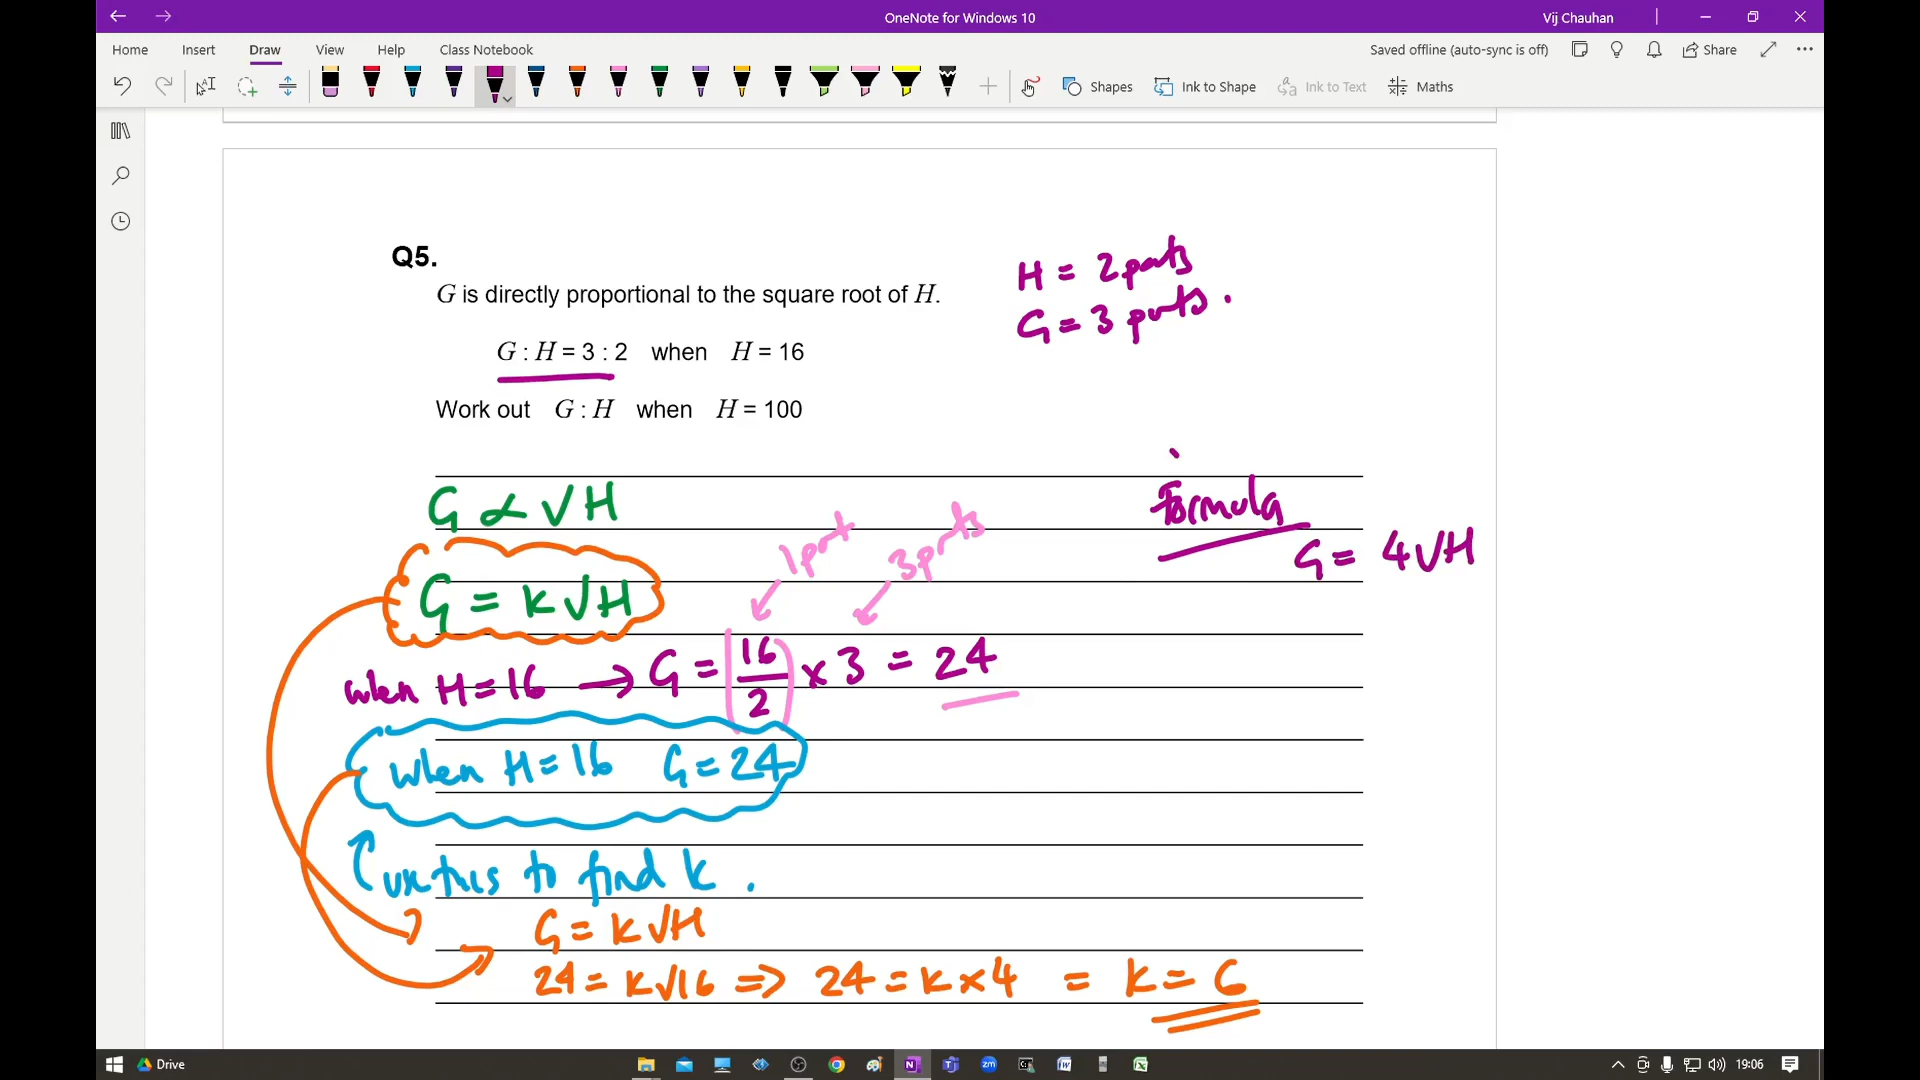 OneNote for Windows 10
Vij Chauhan
Home Insert Draw View Help Class Notebook
Saved offline (auto-sync is off)
Share
Shapes
Ink to Shape
Ink to Text
Maths
Q5.
G is directly proportional to the square root of H.
G : H = 3 : 2 when H = 16
Work out G : H when H = 100
H = 2 parts
G = 3 parts.
Formula
G = 4√H
G ∝ √H
G = k√H
1 part
3 parts
when H = 16 → G = (16/2) × 3 = 24
when H = 16 G = 24
use this to find k.
G = k√H
24 = k√16 => 24 = k×4 = k = 6
Drive
19:06